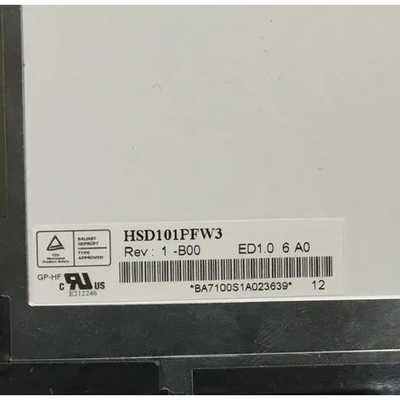 HSD101PFW3
Rev : 1 -B00 ED1.0 6 A0
*BA7100S1A023639* 12
BAUART
GEPRÜFT
TYPE
APPROVED
GP-HF
C US
E212246